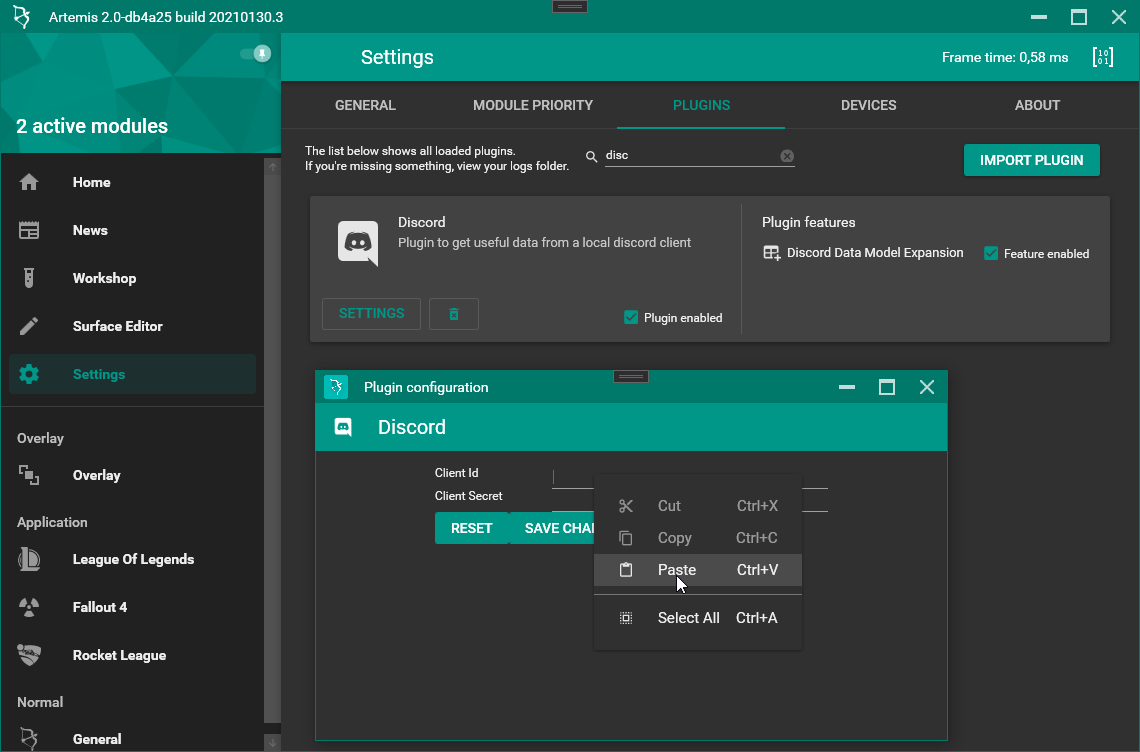 Artemis 2.0-db4a25 build 20210130.3
2 active modules
Home
News
Workshop
Surface Editor
Settings
Overlay
Overlay
Application
League Of Legends
Fallout 4
Rocket League
Normal
General
Settings
Frame time: 0,58 ms
GENERAL
MODULE PRIORITY
PLUGINS
DEVICES
ABOUT
The list below shows all loaded plugins.
If you're missing something, view your logs folder.
disc
IMPORT PLUGIN
Discord
Plugin to get useful data from a local discord client
SETTINGS
Plugin enabled
Plugin features
Discord Data Model Expansion
Feature enabled
Plugin configuration
Discord
Client Id
Client Secret
RESET
SAVE CHA
Cut Ctrl+X
Copy Ctrl+C
Paste Ctrl+V
Select All Ctrl+A